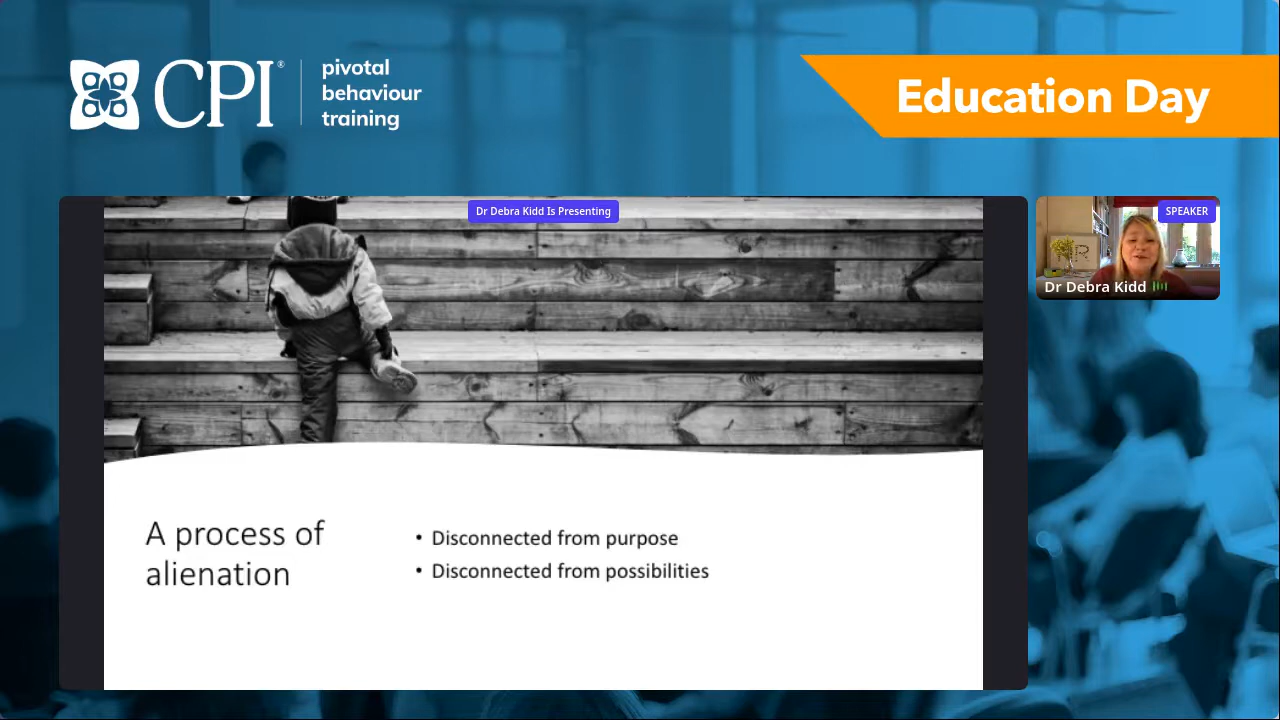 CPI®
pivotal
behaviour
training
Education Day
Dr Debra Kidd Is Presenting
SPEAKER
Dr Debra Kidd
A process of
alienation
• Disconnected from purpose
• Disconnected from possibilities